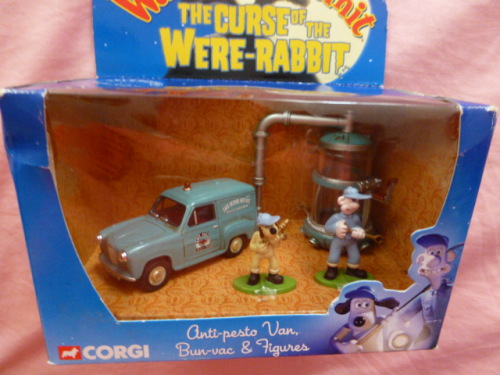 THE CURSE OF THE
WERE-RABBIT
Anti-pesto Van,
Bun-vac & Figures
CORGI